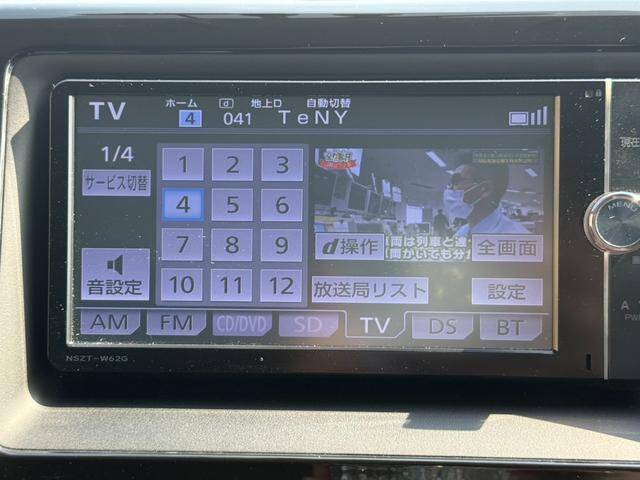 TV
ホーム
4
d
地上D
自動切替
041
TeNY
1/4
1
2
3
サービス切替
4
5
6
7
8
9
音設定
10
11
12
d操作
全画面
放送局リスト
設定
AM
FM
CD/DVD
SD
TV
DS
BT
NSZT-W62G
現在
MENU
A